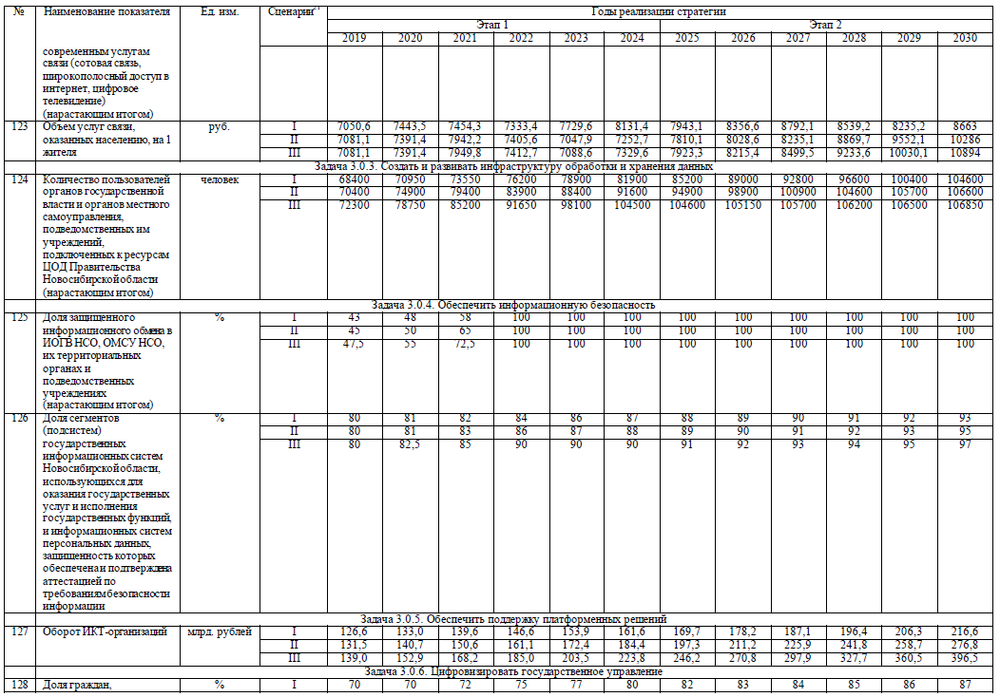 № Наименование показателя Ед. изм. Сценарии Годы реализации стратегии
Этап 1 Этап 2
2019 2020 2021 2022 2023 2024 2025 2026 2027 2028 2029 2030
современным услугам
связи (сотовая связь,
широкополосный доступ в
интернет, цифровое
телевидение)
(нарастающим итогом)
123 Объем услуг связи, руб. I 7050,6 7443,5 7454,3 7333,4 7729,6 8131,4 7943,1 8356,6 8792,1 8539,2 8235,2 8663
оказанных населению, на 1 II 7081,1 7391,4 7942,2 7405,6 7047,9 7252,7 7810,1 8028,6 8235,1 8869,7 9552,1 10286
жителя III 7081,1 7391,4 7949,8 7412,7 7088,6 7329,6 7923,3 8215,4 8499,5 9233,6 10030,1 10894
Задача 3.0.3. Создать и развивать инфраструктуру обработки и хранения данных
124 Количество пользователей человек I 68400 70950 73550 76200 78900 81900 85200 89000 92800 96600 100400 104600
органов государственной II 70400 74900 79400 83900 88400 91600 94900 98900 100900 104600 105700 106600
власти и органов местного III 72300 78750 85200 91650 98100 104500 104600 105150 105700 106200 106500 106850
самоуправления,
подведомственных им
учреждений,
подключенных к ресурсам
ЦОД Правительства
Новосибирской области
(нарастающим итогом)
Задача 3.0.4. Обеспечить информационную безопасность
125 Доля защищенного % I 43 48 58 100 100 100 100 100 100 100 100 100
информационного обмена в II 45 50 65 100 100 100 100 100 100 100 100 100
ИОГВ НСО, ОМСУ НСО, III 47,5 55 72,5 100 100 100 100 100 100 100 100 100
их территориальных
органах и
подведомственных
учреждениях
(нарастающим итогом)
126 Доля сегментов % I 80 81 82 84 86 87 88 89 90 91 92 93
(подсистем) II 80 81 83 86 87 88 89 90 91 92 93 95
государственных III 80 82,5 85 90 90 90 91 92 93 94 95 97
информационных систем
Новосибирской области,
использующихся для
оказания государственных
услуг и исполнения
государственных функций,
и информационных систем
персональных данных,
защищенность которых
обеспечена и подтверждена
аттестацией по
требованиям безопасности
информации
Задача 3.0.5. Обеспечить поддержку платформенных решений
127 Оборот ИКТ-организаций млрд. рублей I 126,6 133,0 139,6 146,6 153,9 161,6 169,7 178,2 187,1 196,4 206,3 216,6
II 131,5 140,7 150,6 161,1 172,4 184,4 197,3 211,2 225,9 241,8 258,7 276,8
III 139,0 152,9 168,2 185,0 203,5 223,8 246,2 270,8 297,9 327,7 360,5 396,5
Задача 3.0.6. Цифровизировать государственное управление
128 Доля граждан, % I 70 70 72 75 77 80 82 83 84 85 86 87